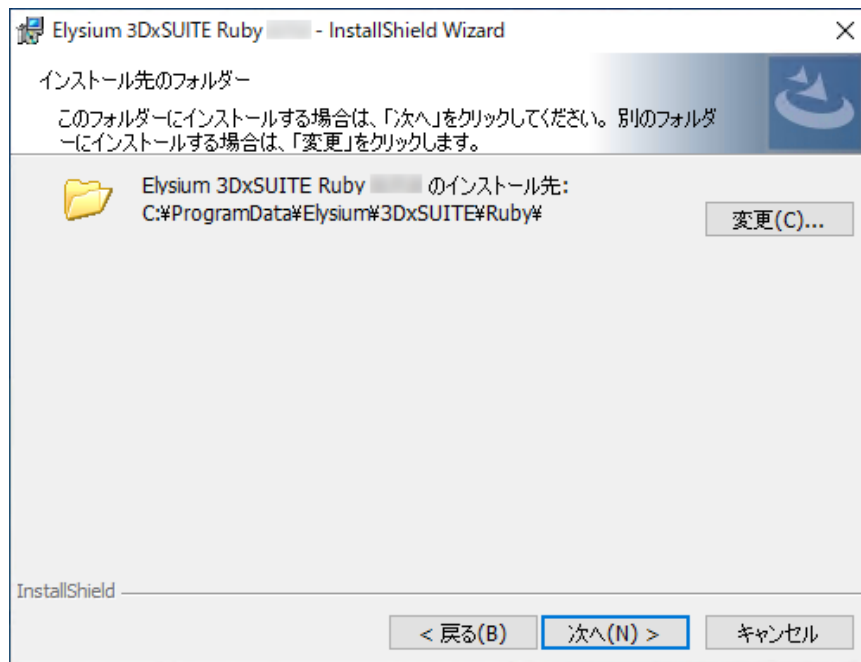 Elysium 3DxSUITE Ruby - InstallShield Wizard
インストール先のフォルダー
このフォルダーにインストールする場合は、「次へ」をクリックしてください。別のフォルダ
ーにインストールする場合は、「変更」をクリックします。
Elysium 3DxSUITE Ruby のインストール先:
C:¥ProgramData¥Elysium¥3DxSUITE¥Ruby¥
変更(C)...
InstallShield
< 戻る(B)
次へ(N) >
キャンセル